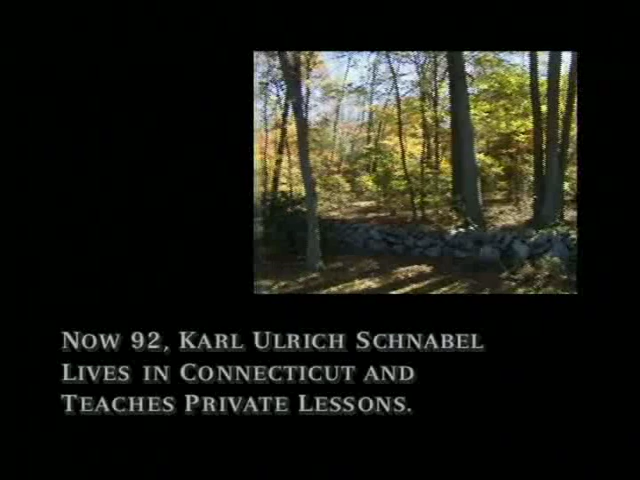 Now 92, Karl Ulrich Schnabel
Lives in Connecticut and
Teaches Private Lessons.